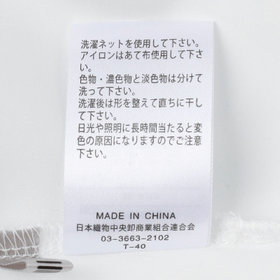 洗濯ネットを使用して下さい。
アイロンはあて布使用して下さ
い。
色物・濃色物と淡色物は分けて
洗って下さい。
洗濯後は形を整えて直ちに干し
て下さい。
日光や照明に長時間当たると変
色の原因になりますのでご注意
下さい。
MADE IN CHINA
日本織物中央卸商業組合連合会
03-3663-2102
T-40